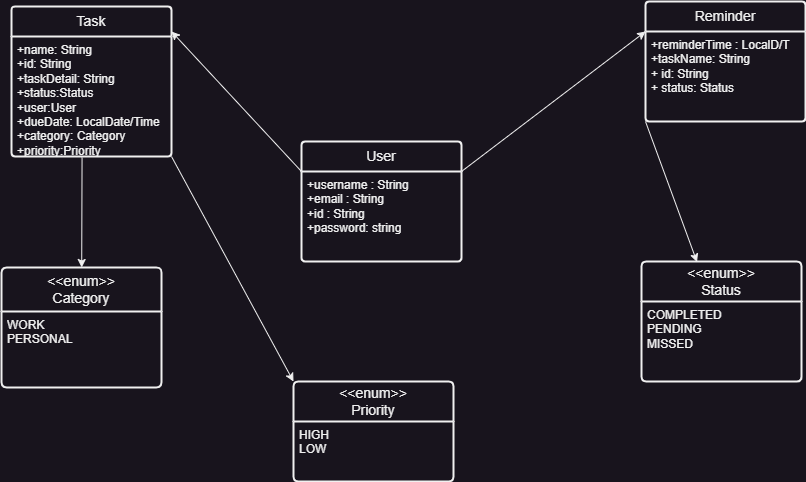 Task
+name: String
+id: String
+taskDetail: String
+status:Status
+user:User
+dueDate: LocalDate/Time
+category: Category
+priority:Priority
Reminder
+reminderTime : LocalD/T
+taskName: String
+ id: String
+ status: Status
User
+username : String
+email : String
+id : String
+password: string
<<enum>>
Category
WORK
PERSONAL
<<enum>>
Status
COMPLETED
PENDING
MISSED
<<enum>>
Priority
HIGH
LOW